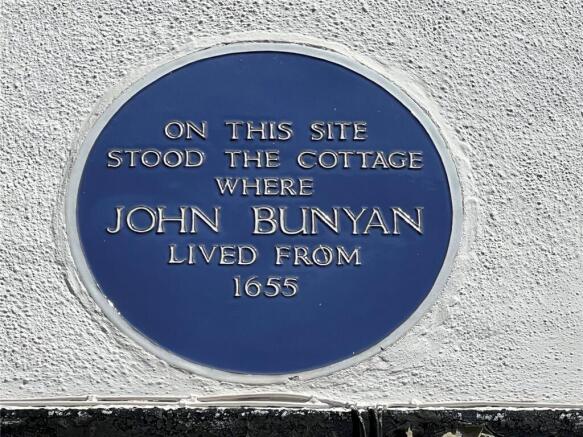 ON THIS SITE
STOOD THE COTTAGE
WHERE
JOHN BUNYAN
LIVED FROM
1655